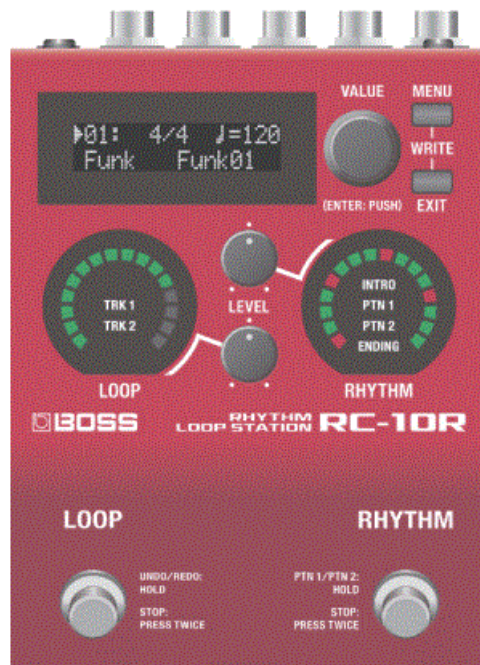 VALUE
MENU
▶01: 4/4 ♩=120
Funk Funk01
WRITE
(ENTER: PUSH)
EXIT
TRK 1
TRK 2
LEVEL
INTRO
PTN 1
PTN 2
ENDING
LOOP
RHYTHM
BOSS
RHYTHM
LOOP STATION
RC-10R
LOOP
RHYTHM
UNDO/REDO:
HOLD
STOP:
PRESS TWICE
PTN 1/PTN 2:
HOLD
STOP:
PRESS TWICE